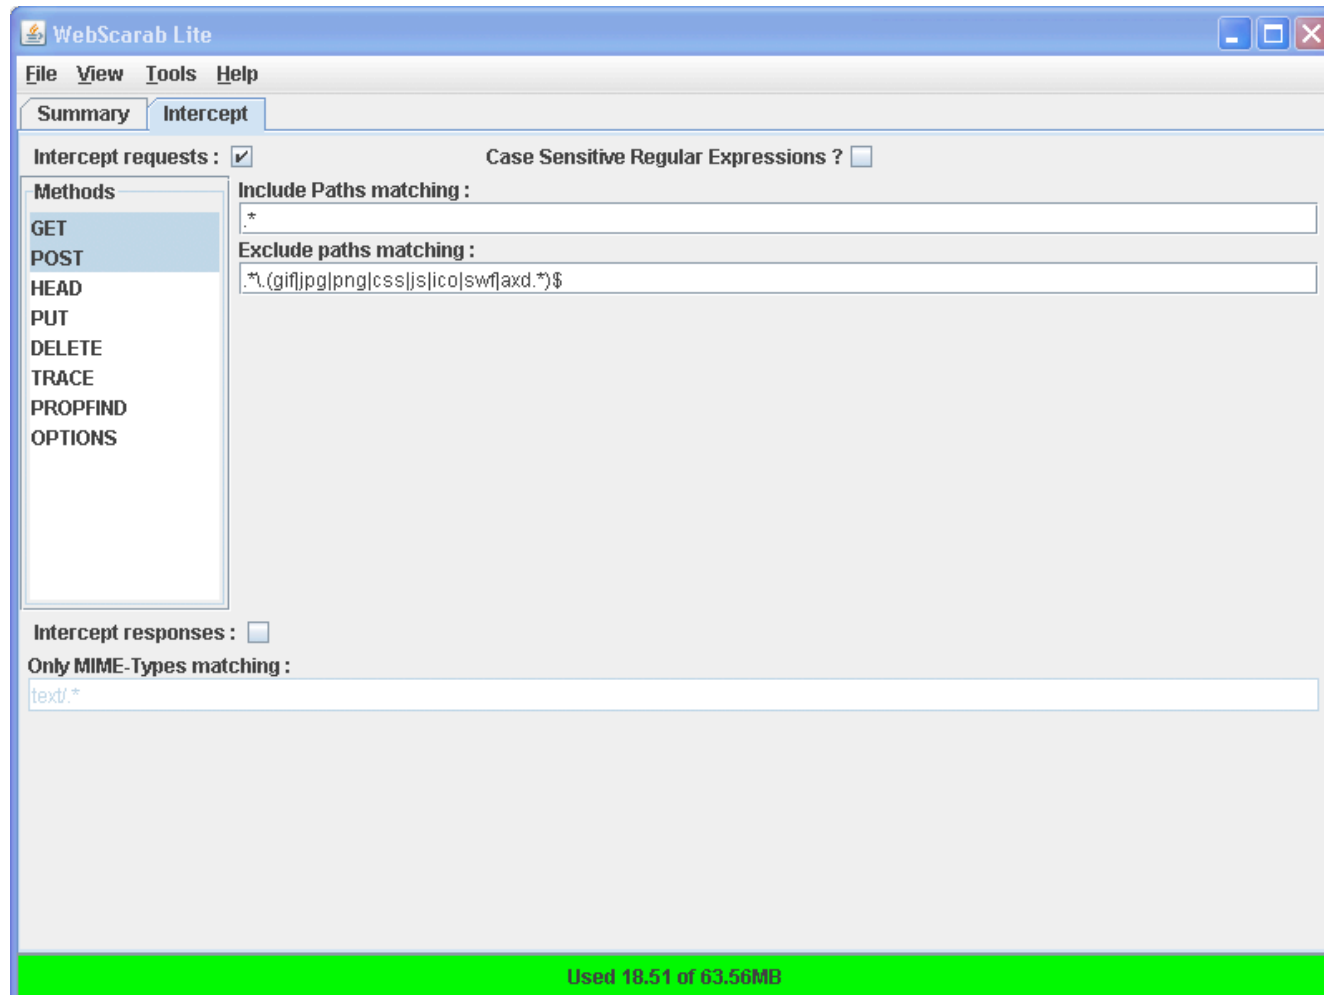 WebScarab Lite
File View Tools Help
Summary Intercept
Intercept requests : Case Sensitive Regular Expressions ?
Methods
Include Paths matching :
GET
.*
POST
Exclude paths matching :
HEAD
.*\.(gif|jpg|png|css|js|ico|swf|axd.*)$
PUT
DELETE
TRACE
PROPFIND
OPTIONS
Intercept responses :
Only MIME-Types matching :
text/.*
Used 18.51 of 63.56MB